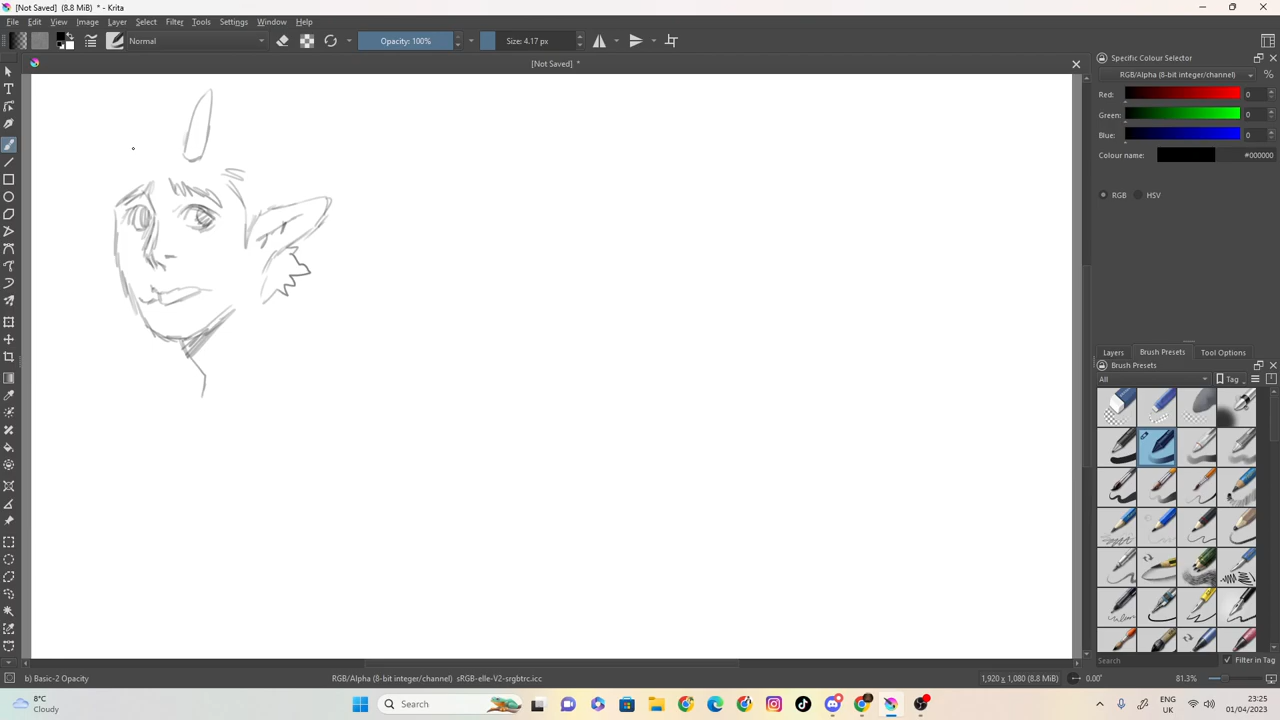 [Not Saved] (8.8 MiB) * - Krita
File Edit View Image Layer Select Filter Tools Settings Window Help
Normal Opacity: 100% Size: 4.17 px
[Not Saved] *
Specific Colour Selector
RGB/Alpha (8-bit integer/channel) %
Red: 0
Green: 0
Blue: 0
Colour name: #000000
RGB HSV
Layers Brush Presets Tool Options
Brush Presets
All Tag
Search Filter in Tag
b) Basic-2 Opacity RGB/Alpha (8-bit integer/channel) sRGB-elle-V2-srgbtrc.icc 1,920 x 1,080 (8.8 MiB) 0.00° 81.3%
8°C
Cloudy
Search
ENG
UK
23:25
01/04/2023